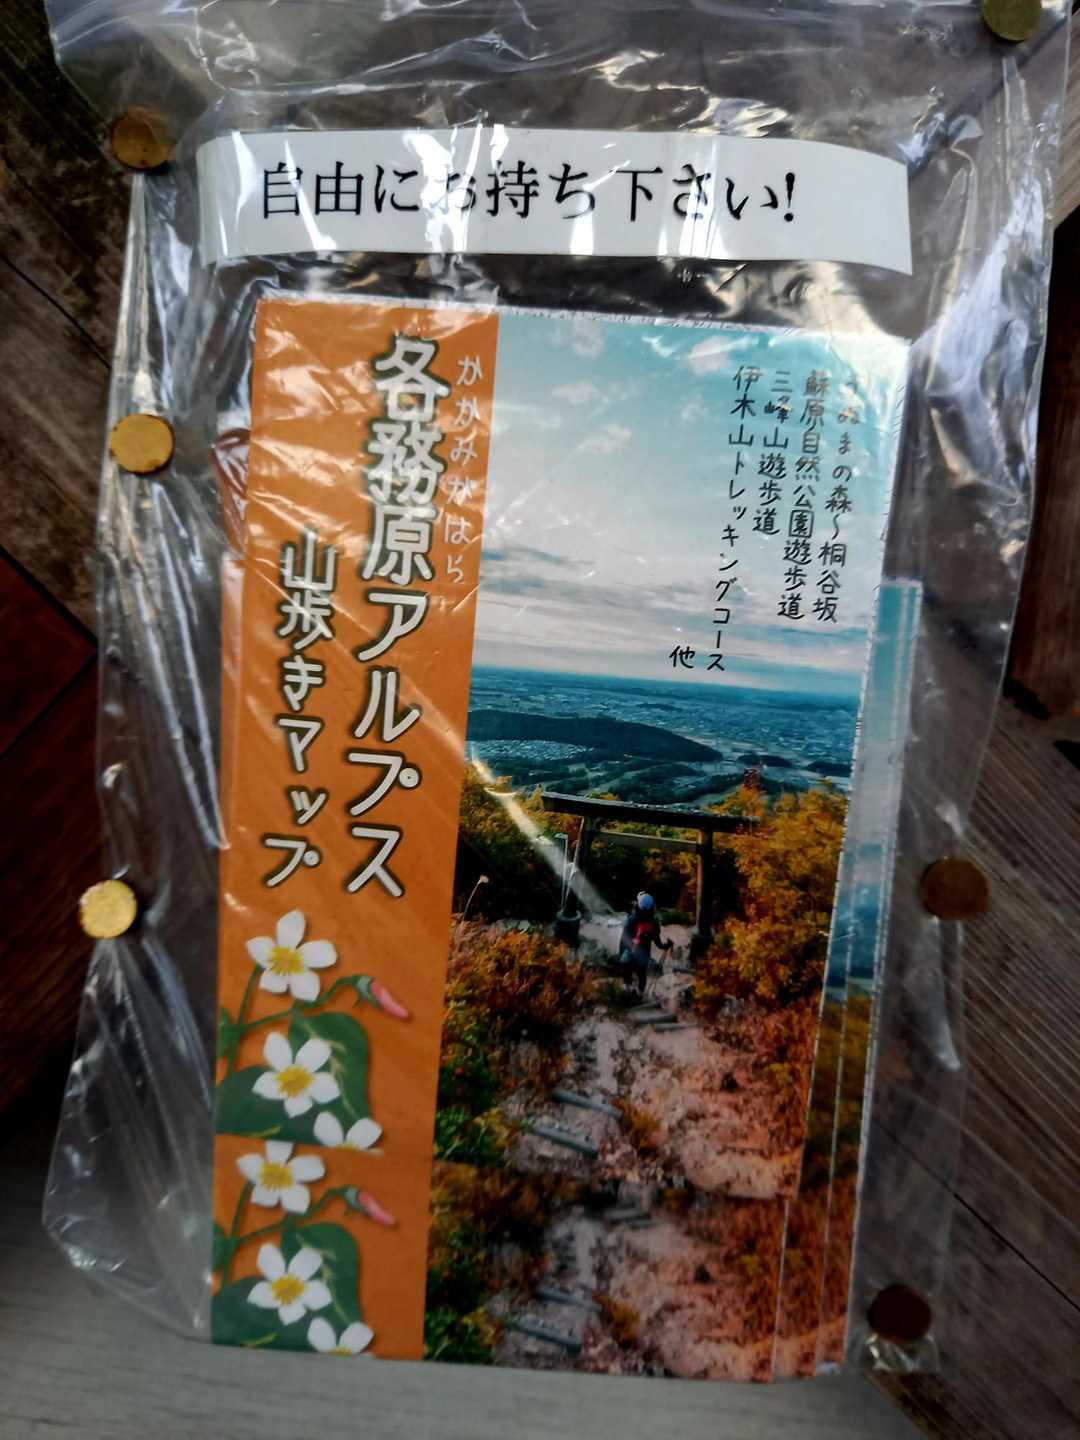 自由にお持ち下さい!
うぬまの森〜桐谷坂
蘇原自然公園遊歩道
三峰山遊歩道
伊木山トレッキングコース
他
かかみがはら
各務原アルプス
山歩きマップ